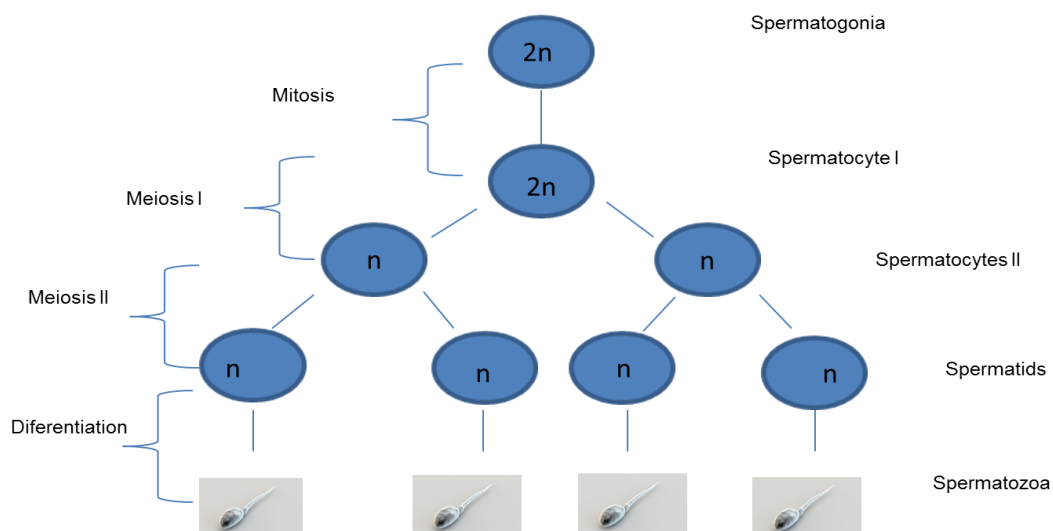 Spermatogonia
2n
Mitosis
Spermatocyte I
2n
Meiosis I
n
n
Spermatocytes II
Meiosis II
n
n
n
n
Spermatids
Diferentiation
Spermatozoa